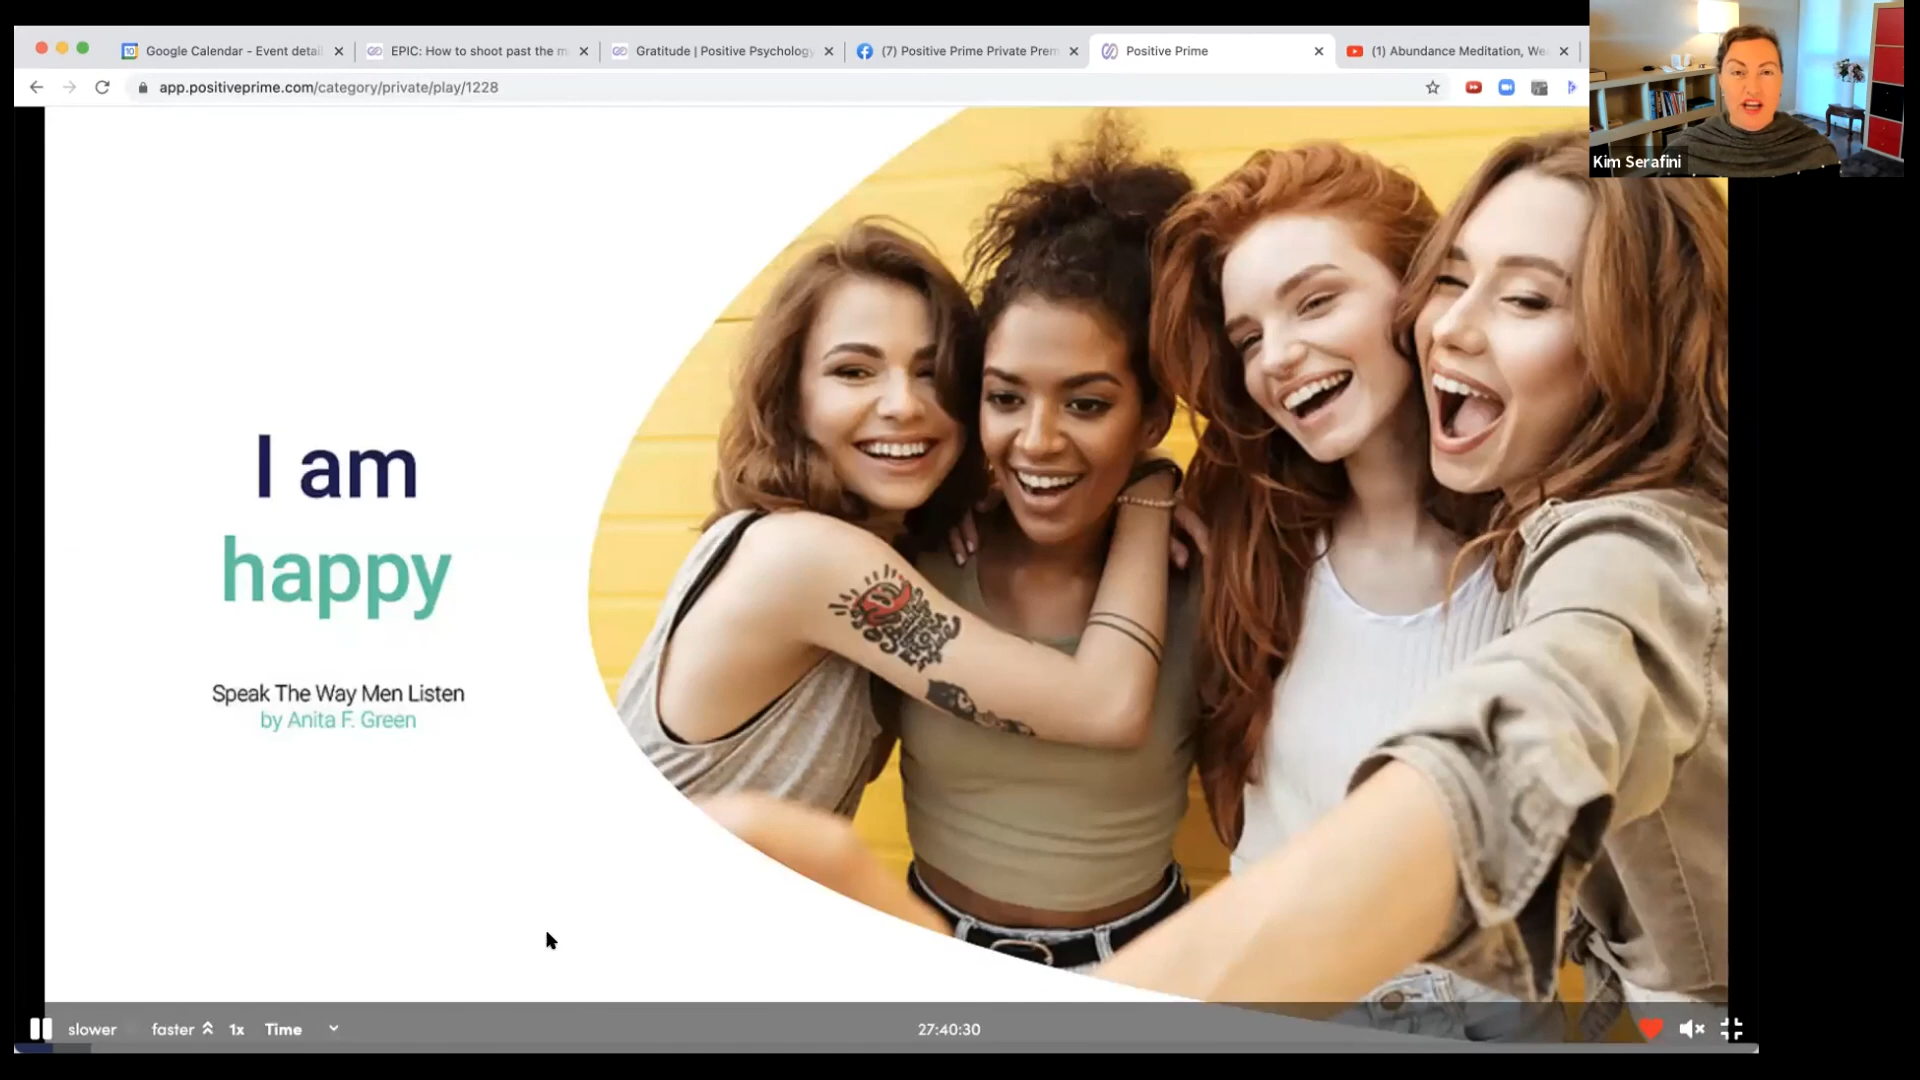 Google Calendar - Event detai
EPIC: How to shoot past the m
Gratitude | Positive Psychology
(7) Positive Prime Private Prem
Positive Prime
(1) Abundance Meditation, We
app.positiveprime.com/category/private/play/1228
Kim Serafini
I am
happy
Speak The Way Men Listen
by Anita F. Green
slower
faster
1x
Time
27:40:30